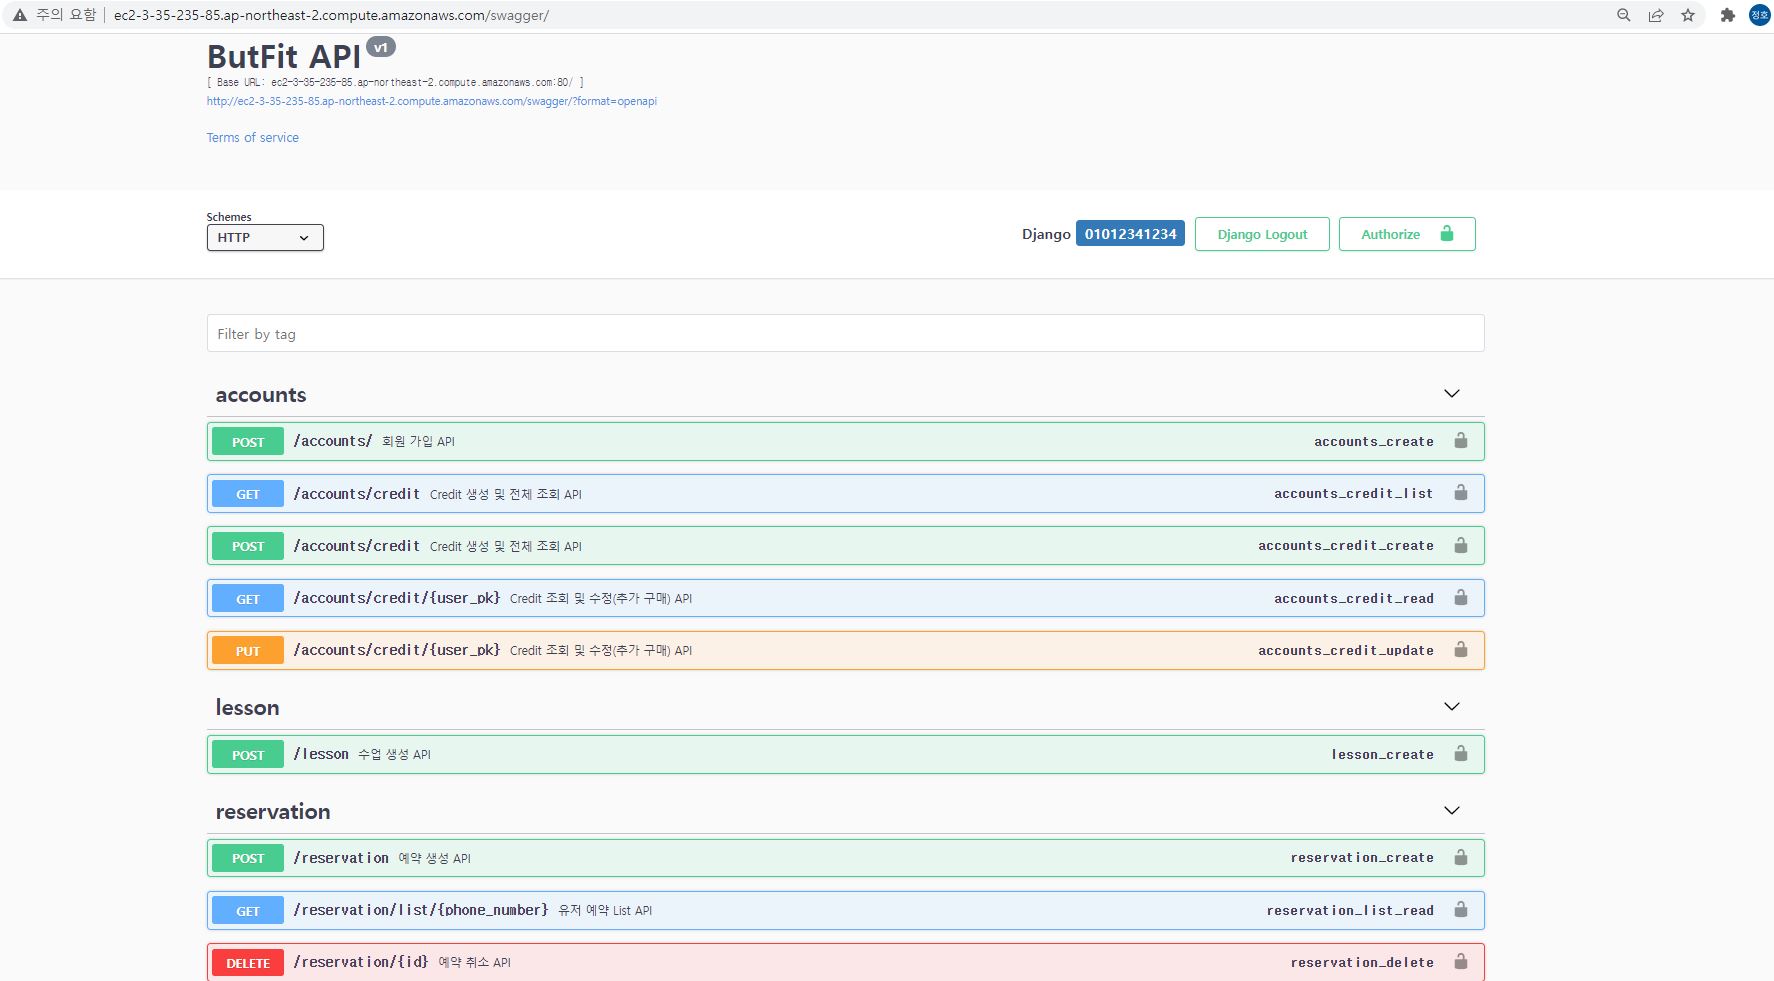 주의 요함 ec2-3-35-235-85.ap-northeast-2.compute.amazonaws.com/swagger/ 정호
ButFit API v1
[ Base URL: ec2-3-35-235-85.ap-northeast-2.compute.amazonaws.com:80/ ]
http://ec2-3-35-235-85.ap-northeast-2.compute.amazonaws.com/swagger/?format=openapi
Terms of service
Schemes
HTTP
Django 01012341234 Django Logout Authorize
Filter by tag
accounts
POST /accounts/ 회원 가입 API accounts_create
GET /accounts/credit Credit 생성 및 전체 조회 API accounts_credit_list
POST /accounts/credit Credit 생성 및 전체 조회 API accounts_credit_create
GET /accounts/credit/{user_pk} Credit 조회 및 수정(추가 구매) API accounts_credit_read
PUT /accounts/credit/{user_pk} Credit 조회 및 수정(추가 구매) API accounts_credit_update
lesson
POST /lesson 수업 생성 API lesson_create
reservation
POST /reservation 예약 생성 API reservation_create
GET /reservation/list/{phone_number} 유저 예약 List API reservation_list_read
DELETE /reservation/{id} 예약 취소 API reservation_delete